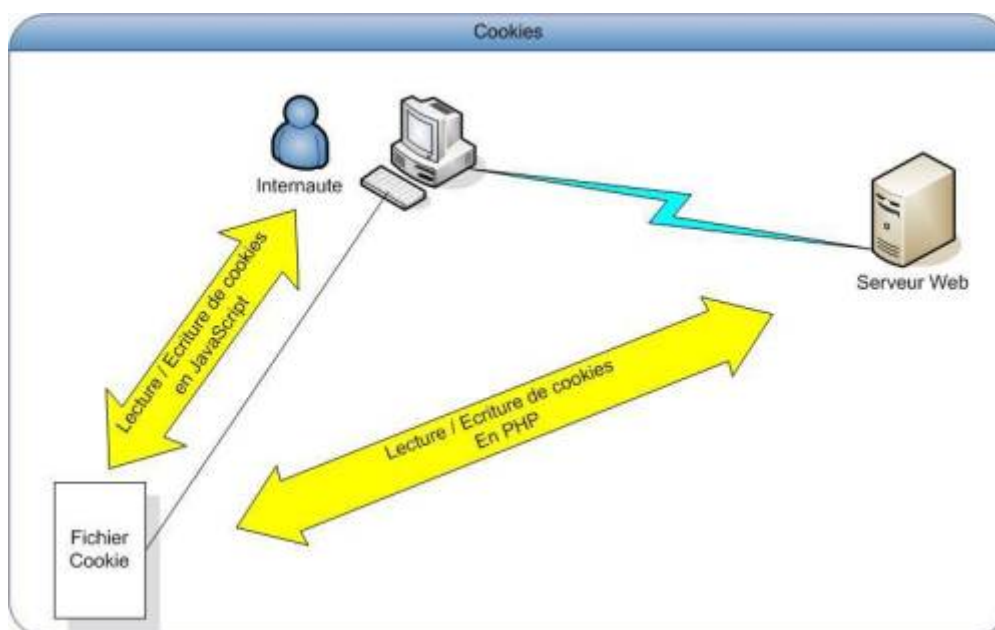 Cookies
Internaute
Serveur Web
Lecture / Ecriture de cookies
en JavaScript
Lecture / Ecriture de cookies
En PHP
Fichier
Cookie